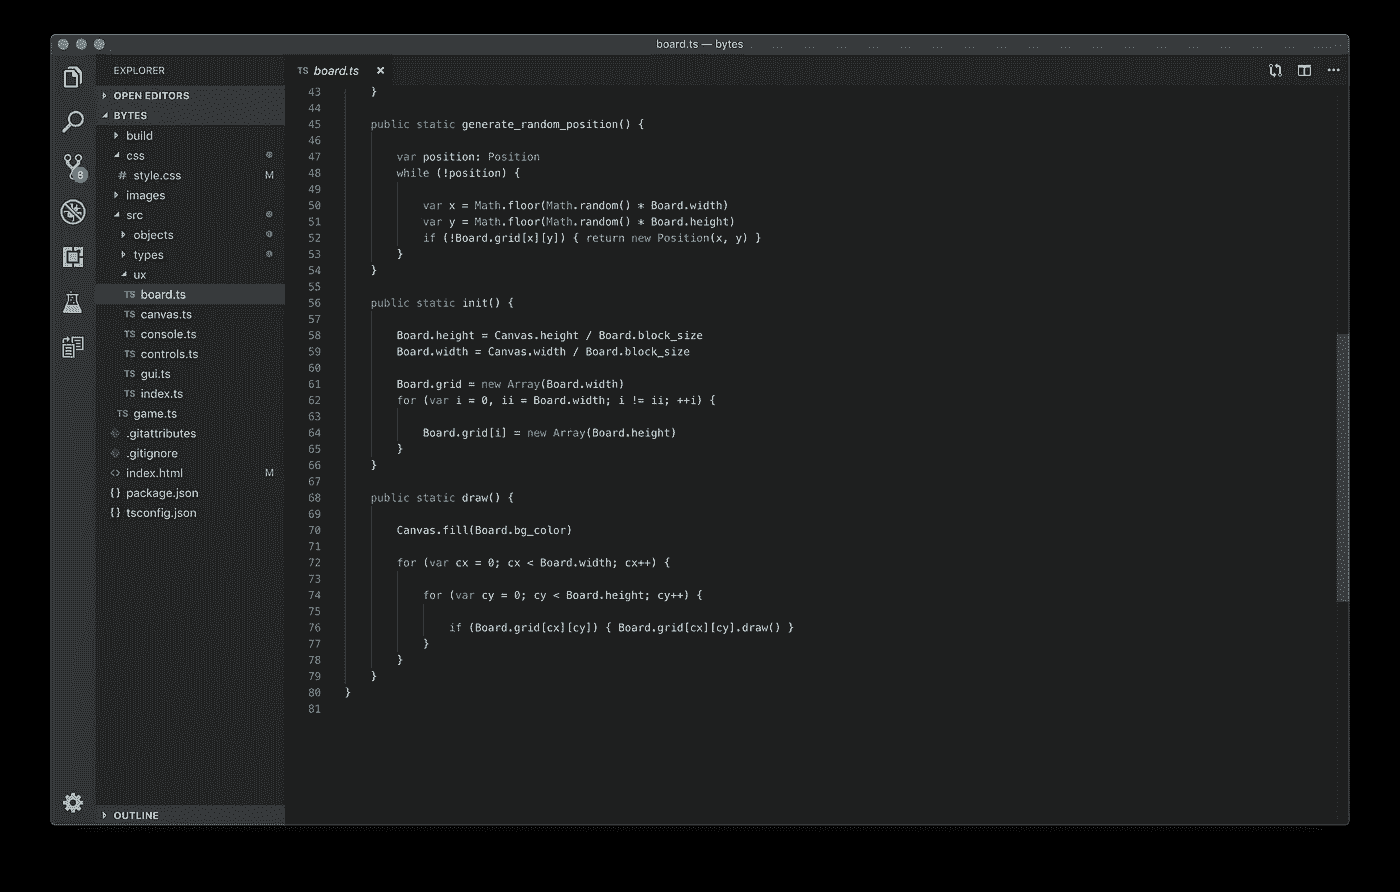 board.ts — bytes
EXPLORER
OPEN EDITORS
BYTES
build
css
# style.css M
images
src
objects
types
ux
TS board.ts
TS canvas.ts
TS console.ts
TS controls.ts
TS gui.ts
TS index.ts
TS game.ts
.gitattributes
.gitignore
<> index.html M
{} package.json
{} tsconfig.json
OUTLINE
8
TS board.ts ×
43 }
44
45 public static generate_random_position() {
46
47 var position: Position
48 while (!position) {
49
50 var x = Math.floor(Math.random() * Board.width)
51 var y = Math.floor(Math.random() * Board.height)
52 if (!Board.grid[x][y]) { return new Position(x, y) }
53 }
54 }
55
56 public static init() {
57
58 Board.height = Canvas.height / Board.block_size
59 Board.width = Canvas.width / Board.block_size
60
61 Board.grid = new Array(Board.width)
62 for (var i = 0, ii = Board.width; i != ii; ++i) {
63
64 Board.grid[i] = new Array(Board.height)
65 }
66 }
67
68 public static draw() {
69
70 Canvas.fill(Board.bg_color)
71
72 for (var cx = 0; cx < Board.width; cx++) {
73
74 for (var cy = 0; cy < Board.height; cy++) {
75
76 if (Board.grid[cx][cy]) { Board.grid[cx][cy].draw() }
77 }
78 }
79 }
80 }
81